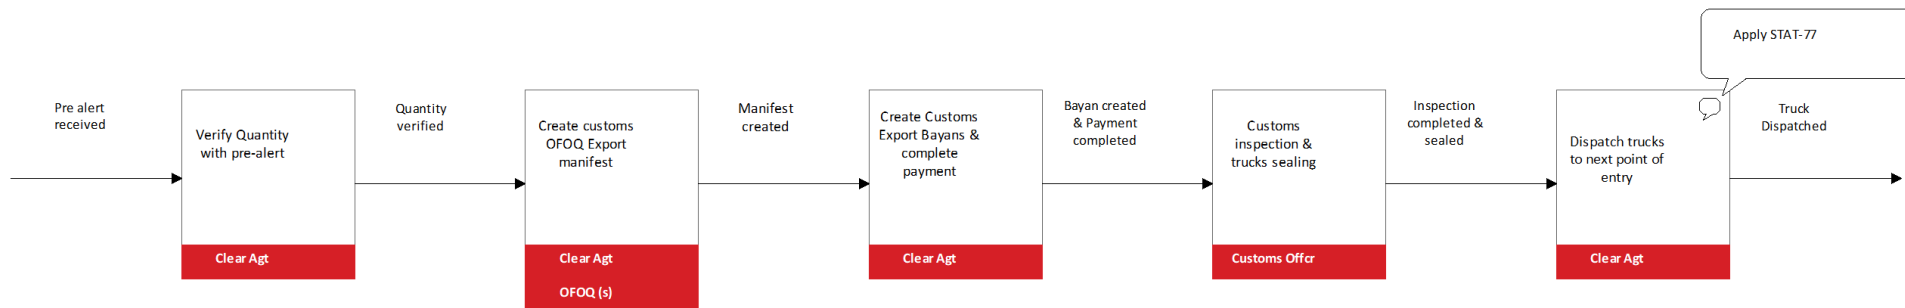 Apply STAT-77
Pre alert
received
Verify Quantity
with pre-alert
Clear Agt
Quantity
verified
Create customs
OFOQ Export
manifest
Clear Agt
OFOQ (s)
Manifest
created
Create Customs
Export Bayans &
complete
payment
Clear Agt
Bayan created
& Payment
completed
Customs
inspection &
trucks sealing
Customs Offcr
Inspection
completed &
sealed
Dispatch trucks
to next point of
entry
Clear Agt
Truck
Dispatched